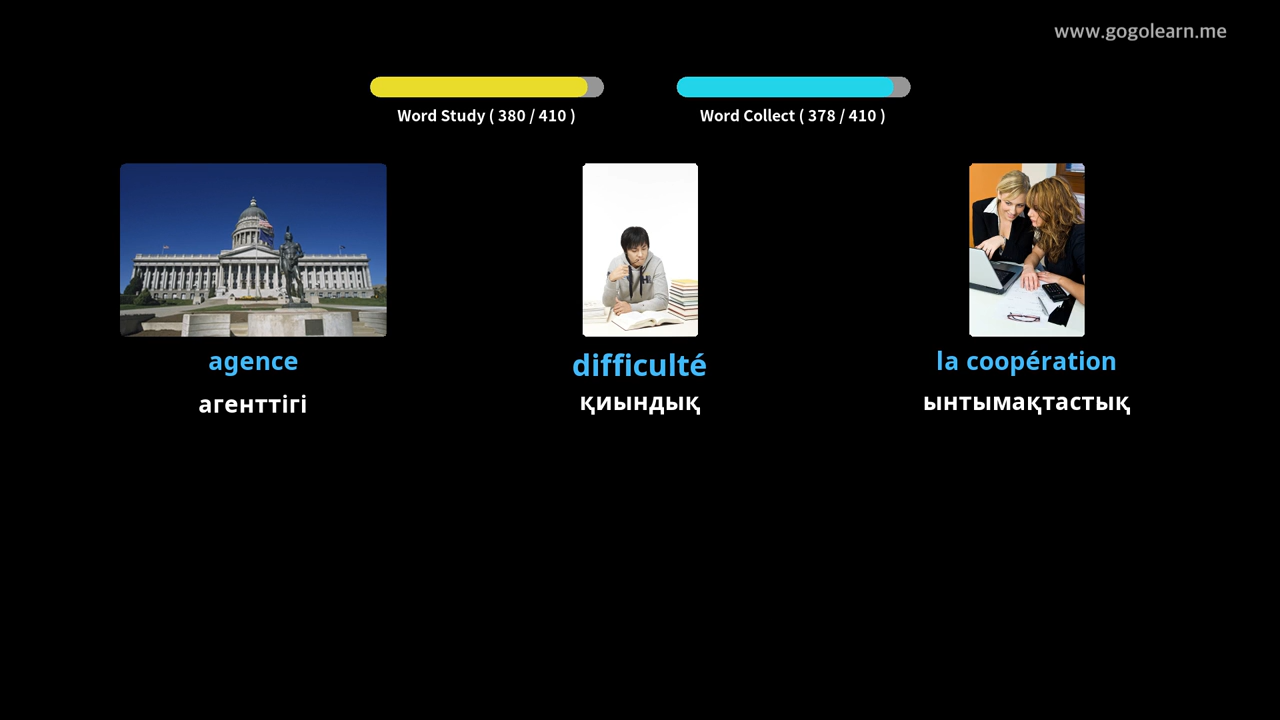 www.gogolearn.me
Word Study ( 380 / 410 )
Word Collect ( 378 / 410 )
agence
difficulté
la coopération
агенттігі
қиындық
ынтымақтастық